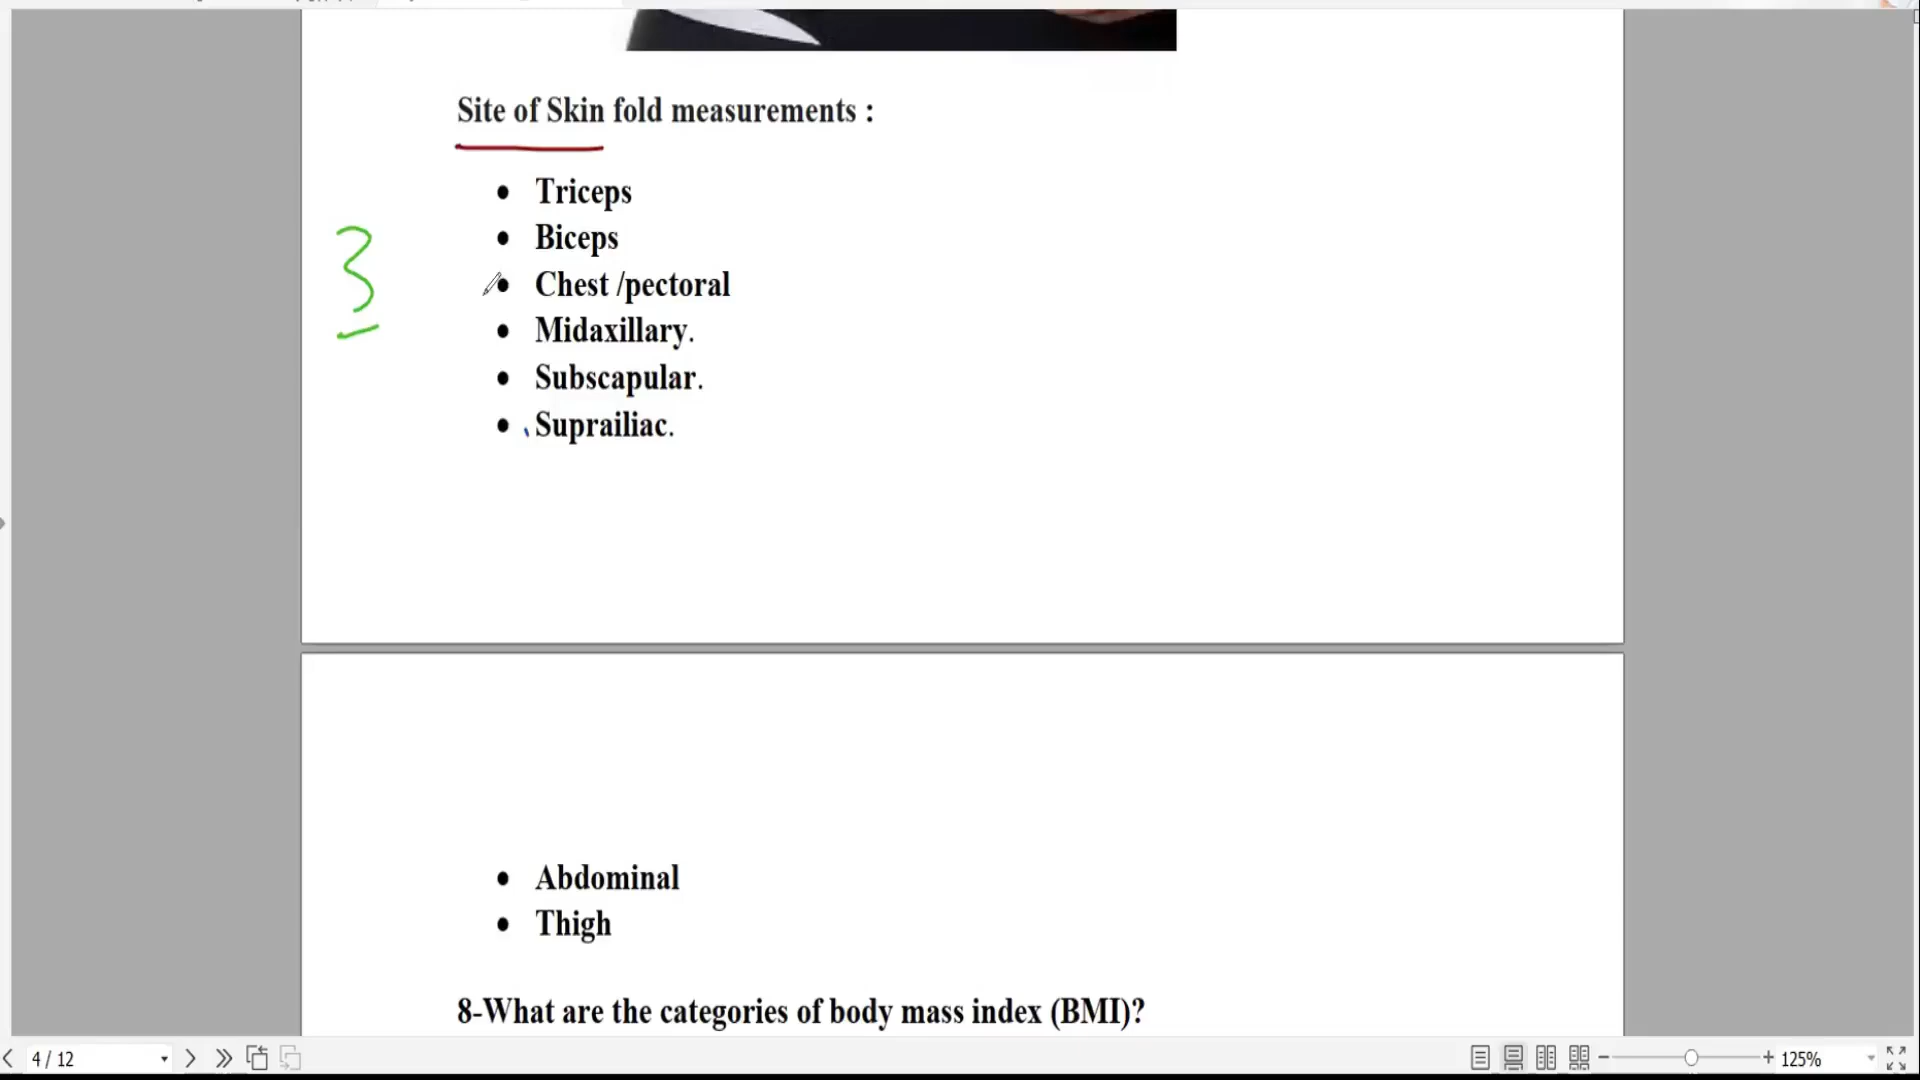 Site of Skin fold measurements :
• Triceps
• Biceps
3
• Chest /pectoral
• Midaxillary.
• Subscapular.
• Suprailiac.
• Abdominal
• Thigh
8-What are the categories of body mass index (BMI)?
4 / 12
125%